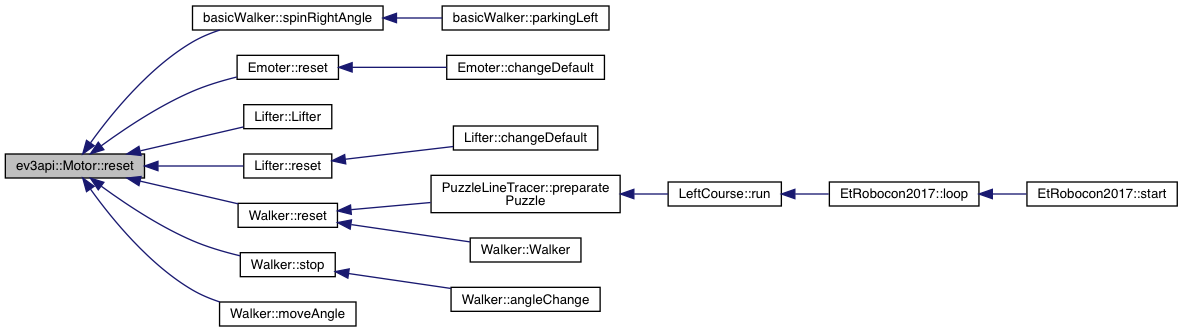 basicWalker::spinRightAngle
basicWalker::parkingLeft
Emoter::reset
Emoter::changeDefault
Lifter::Lifter
Lifter::changeDefault
ev3api::Motor::reset
Lifter::reset
PuzzleLineTracer::preparate
Puzzle
LeftCourse::run
EtRobocon2017::loop
EtRobocon2017::start
Walker::reset
Walker::Walker
Walker::stop
Walker::angleChange
Walker::moveAngle